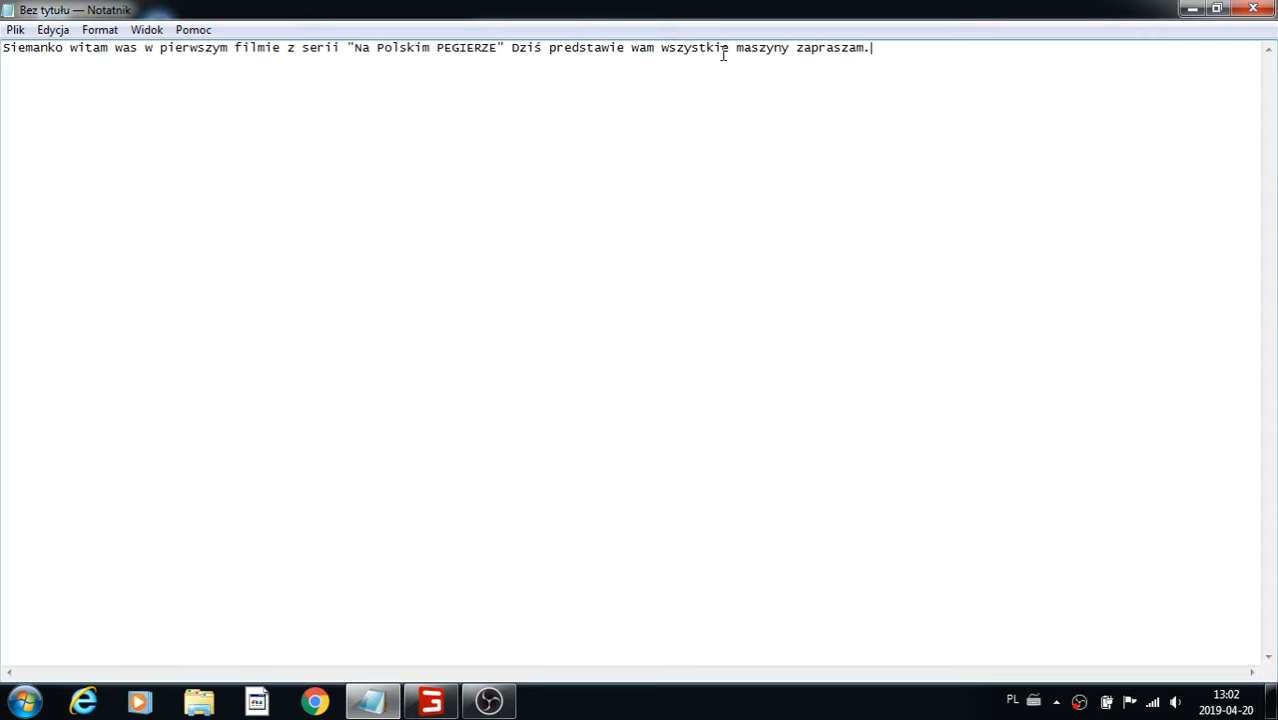 Bez tytułu — Notatnik
Plik Edycja Format Widok Pomoc
Siemanko witam was w pierwszym filmie z serii "Na Polskim PEGIERZE" Dziś predstawie wam wszystkie maszyny zapraszam.
PL
13:02
2019-04-20